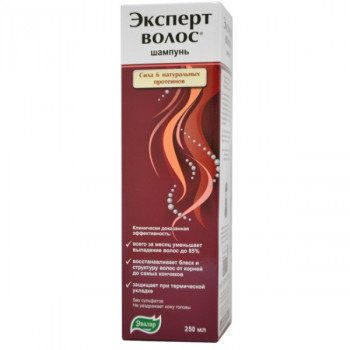 Эксперт
волос®
шампунь
Сила 6 натуральных
протеинов
Клинически доказанная
эффективность:
всего за месяц уменьшает
выпадение волос до 85%
восстанавливает блеск и
структуру волос от корней
до самых кончиков
защищает при термической
укладке
Без сульфатов
Не раздражает кожу головы
Эвалар
250 мл